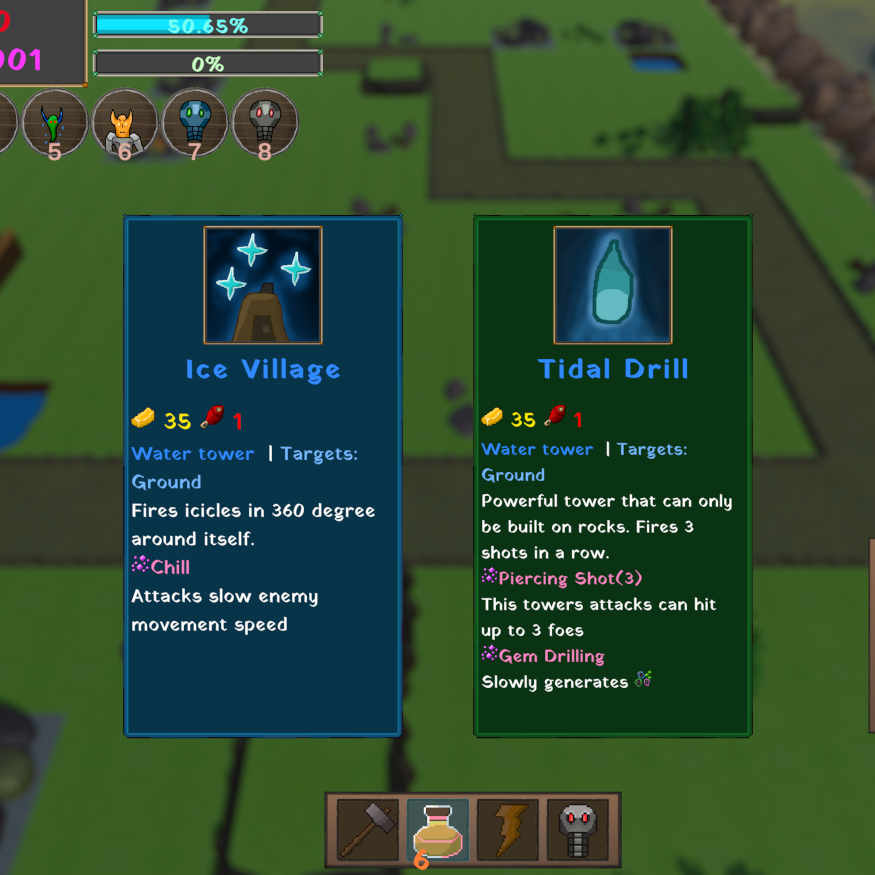 0
001
50.65%
0%
5
6
7
8
Ice Village
35 1
Water tower | Targets:
Ground
Fires icicles in 360 degree
around itself.
Chill
Attacks slow enemy
movement speed
Tidal Drill
35 1
Water tower | Targets:
Ground
Powerful tower that can only
be built on rocks. Fires 3
shots in a row.
Piercing Shot(3)
This towers attacks can hit
up to 3 foes
Gem Drilling
Slowly generates
6